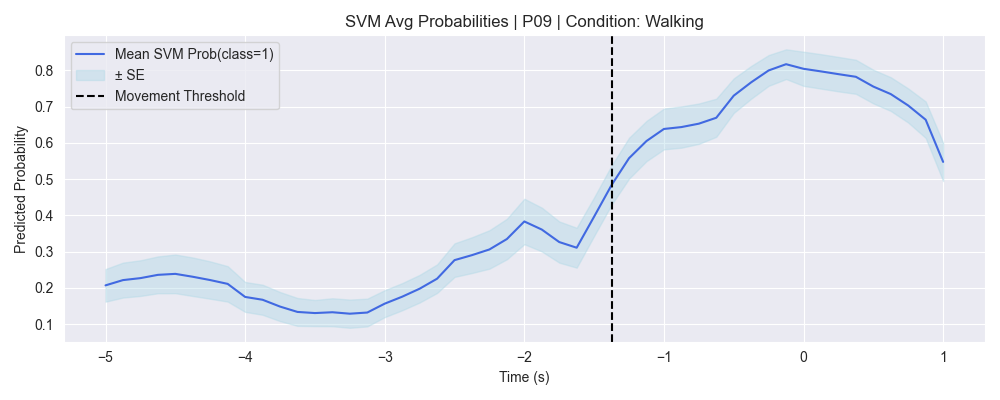 SVM Avg Probabilities | P09 | Condition: Walking
Mean SVM Prob(class=1)
± SE
Movement Threshold
Predicted Probability
0.8
0.7
0.6
0.5
0.4
0.3
0.2
0.1
−5
−4
−3
−2
−1
0
1
Time (s)